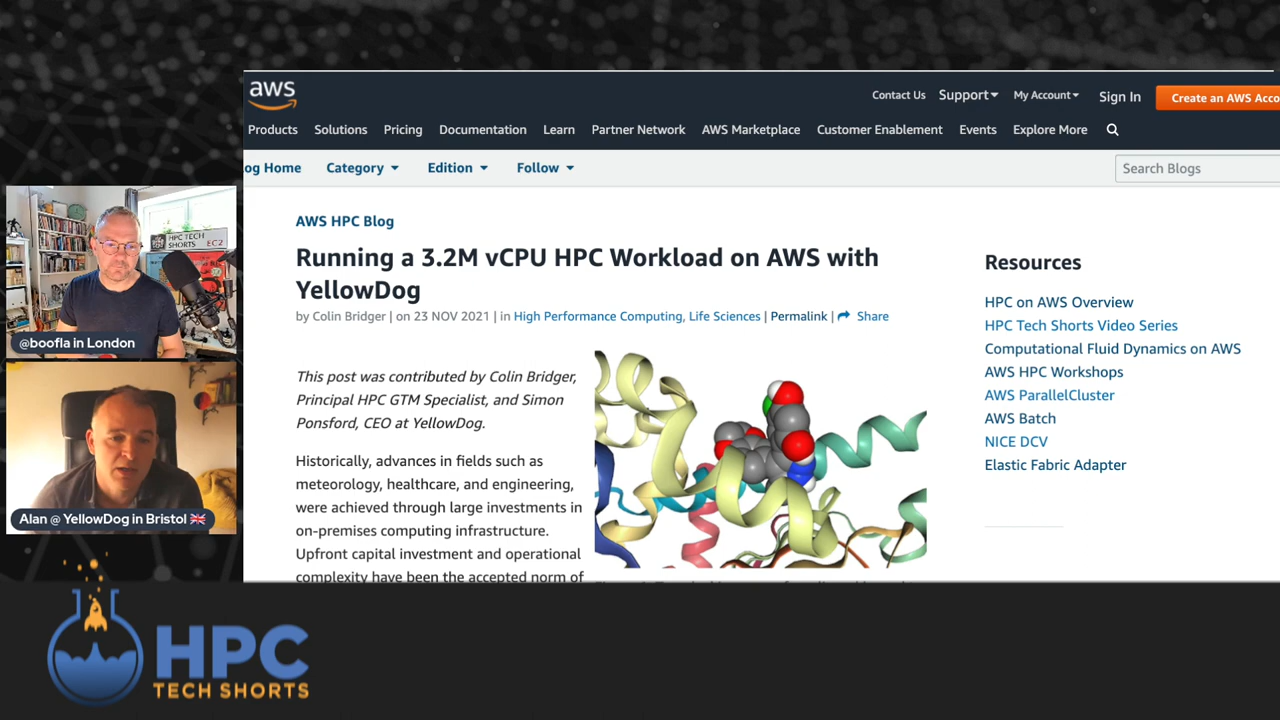 aws
Contact Us Support My Account Sign In Create an AWS Acco
Products Solutions Pricing Documentation Learn Partner Network AWS Marketplace Customer Enablement Events Explore More
og Home Category Edition Follow Search Blogs
AWS HPC Blog
Running a 3.2M vCPU HPC Workload on AWS with
YellowDog
by Colin Bridger | on 23 NOV 2021 | in High Performance Computing, Life Sciences | Permalink | Share
This post was contributed by Colin Bridger,
Principal HPC GTM Specialist, and Simon
Ponsford, CEO at YellowDog.
Historically, advances in fields such as
meteorology, healthcare, and engineering,
were achieved through large investments in
on-premises computing infrastructure.
Upfront capital investment and operational
complexity have been the accepted norm of
Resources
HPC on AWS Overview
HPC Tech Shorts Video Series
Computational Fluid Dynamics on AWS
AWS HPC Workshops
AWS ParallelCluster
AWS Batch
NICE DCV
Elastic Fabric Adapter
HPC TECH
SHORTS EC2
@boofla in London
Alan @ YellowDog in Bristol
HPC
TECH SHORTS